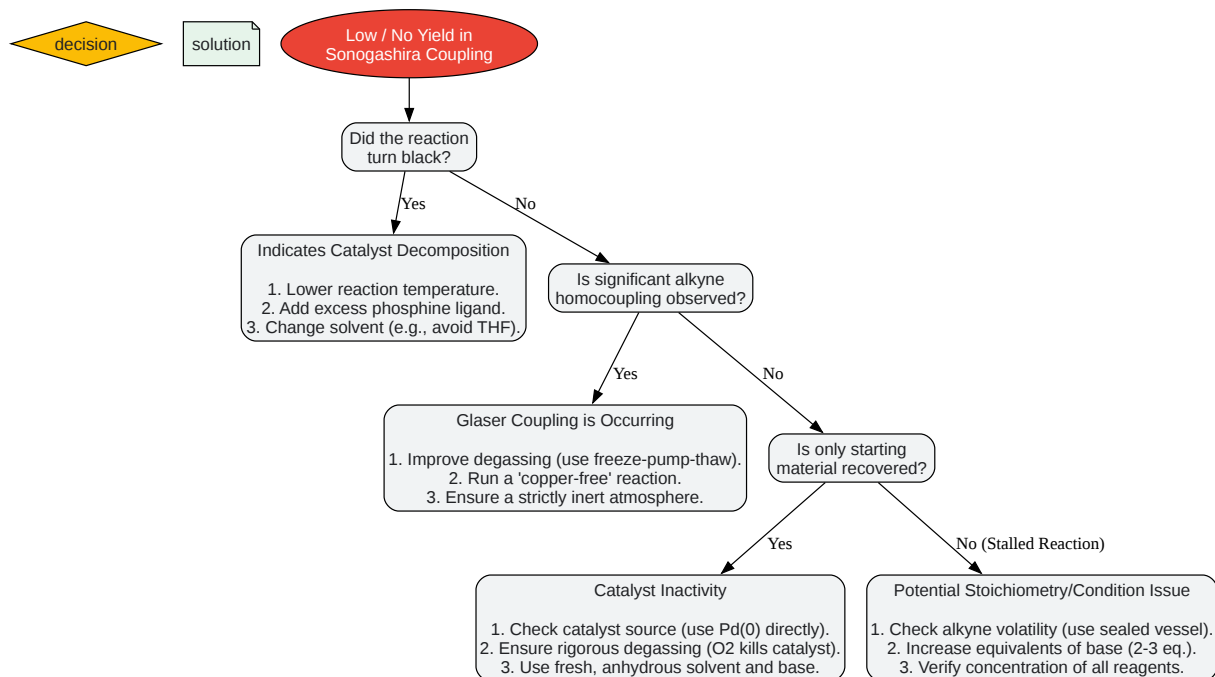 decision
solution
Low / No Yield in
Sonogashira Coupling
Did the reaction
turn black?
Yes
No
Indicates Catalyst Decomposition
1. Lower reaction temperature.
2. Add excess phosphine ligand.
3. Change solvent (e.g., avoid THF).
Is significant alkyne
homocoupling observed?
Yes
No
Glaser Coupling is Occurring
1. Improve degassing (use freeze-pump-thaw).
2. Run a 'copper-free' reaction.
3. Ensure a strictly inert atmosphere.
Is only starting
material recovered?
Yes
No (Stalled Reaction)
Catalyst Inactivity
1. Check catalyst source (use Pd(0) directly).
2. Ensure rigorous degassing (O2 kills catalyst).
3. Use fresh, anhydrous solvent and base.
Potential Stoichiometry/Condition Issue
1. Check alkyne volatility (use sealed vessel).
2. Increase equivalents of base (2-3 eq.).
3. Verify concentration of all reagents.